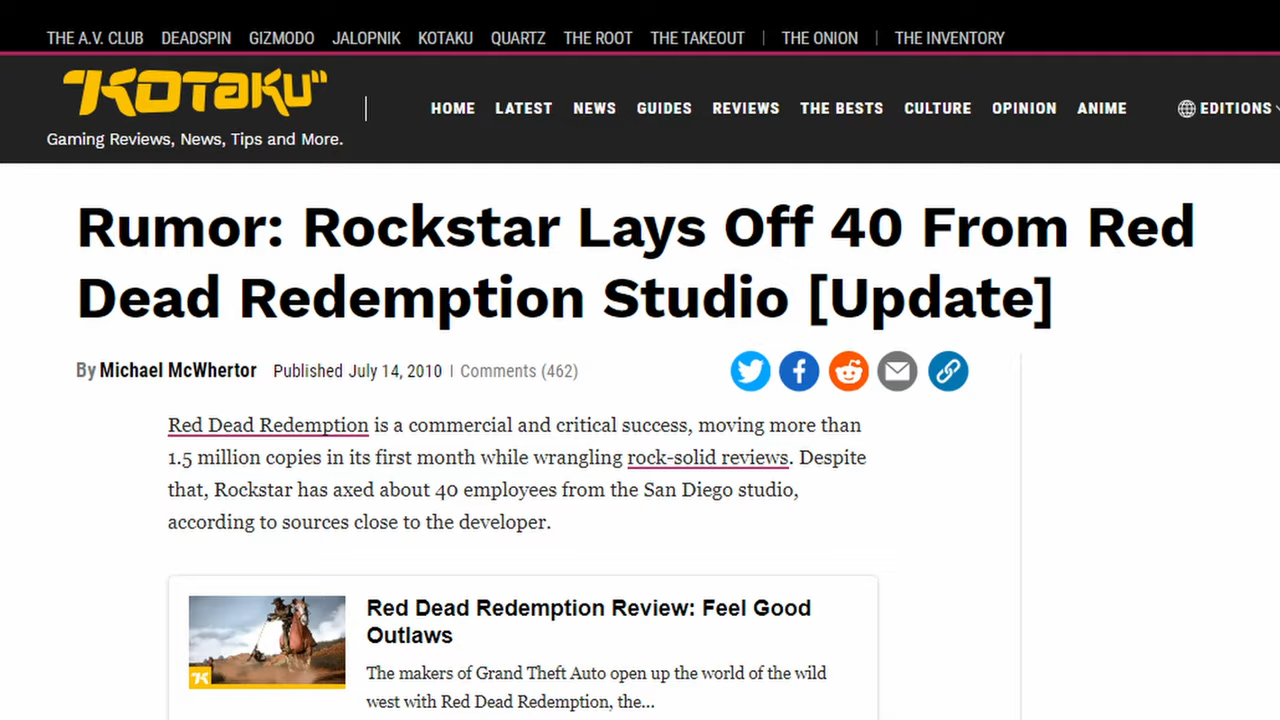 THE A.V. CLUB DEADSPIN GIZMODO JALOPNIK KOTAKU QUARTZ THE ROOT THE TAKEOUT | THE ONION | THE INVENTORY
KOTAKU
Gaming Reviews, News, Tips and More.
HOME LATEST NEWS GUIDES REVIEWS THE BESTS CULTURE OPINION ANIME EDITIONS
Rumor: Rockstar Lays Off 40 From Red
Dead Redemption Studio [Update]
By Michael McWhertor Published July 14, 2010 | Comments (462)
Red Dead Redemption is a commercial and critical success, moving more than
1.5 million copies in its first month while wrangling rock-solid reviews. Despite
that, Rockstar has axed about 40 employees from the San Diego studio,
according to sources close to the developer.
Red Dead Redemption Review: Feel Good
Outlaws
The makers of Grand Theft Auto open up the world of the wild
west with Red Dead Redemption, the...